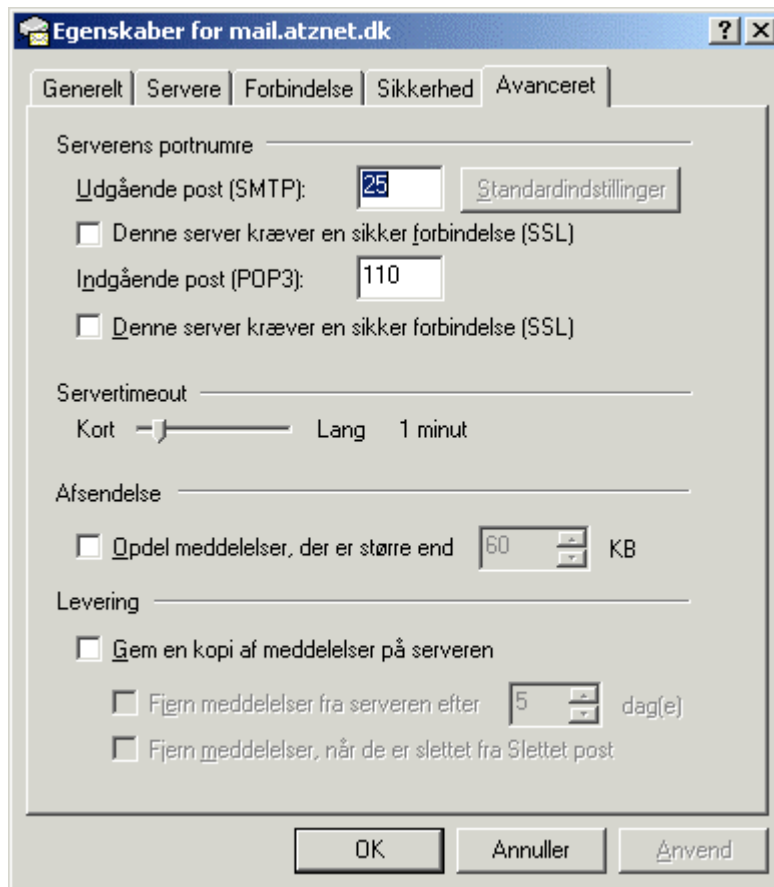 Egenskaber for mail.atznet.dk
Generelt Servere Forbindelse Sikkerhed Avanceret
Serverens portnumre
Udgående post (SMTP): 25 Standardindstillinger
Denne server kræver en sikker forbindelse (SSL)
Indgående post (POP3): 110
Denne server kræver en sikker forbindelse (SSL)
Servertimeout
Kort Lang 1 minut
Afsendelse
Opdel meddelelser, der er større end 60 KB
Levering
Gem en kopi af meddelelser på serveren
Fjern meddelelser fra serveren efter 5 dag(e)
Fjern meddelelser, når de er slettet fra Slettet post
OK Annuller Anvend